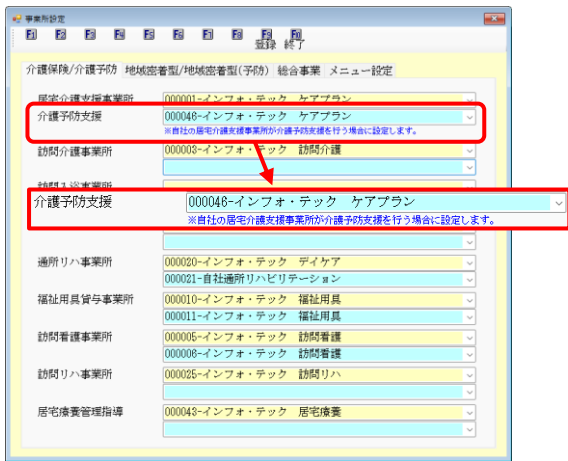 事業所設定
F1 F2 F3 F4 F5 F6 F7 F8 F9 F10
登録 終了
介護保険/介護予防 地域密着型/地域密着型(予防) 総合事業 メニュー設定
居宅介護支援事業所 000001-インフォ・テック ケアプラン
介護予防支援 000046-インフォ・テック ケアプラン
※自社の居宅介護支援事業所が介護予防支援を行う場合に設定します。
訪問介護事業所 000003-インフォ・テック 訪問介護
訪問入浴事業所
介護予防支援 000046-インフォ・テック ケアプラン
※自社の居宅介護支援事業所が介護予防支援を行う場合に設定します。
通所リハ事業所 000020-インフォ・テック デイケア
000021-自社通所リハビリテーション
福祉用具貸与事業所 000010-インフォ・テック 福祉用具
000011-インフォ・テック 福祉用具
訪問看護事業所 000005-インフォ・テック 訪問看護
000006-インフォ・テック 訪問看護
訪問リハ事業所 000025-インフォ・テック 訪問リハ
居宅療養管理指導 000043-インフォ・テック 居宅療養